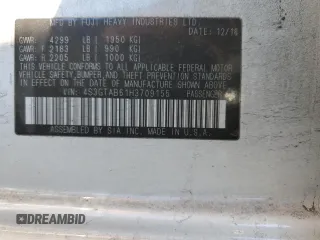 MFD BY FUJI HEAVY INDUSTRIES LTD.
DATE: 12/16
GVWR: 4299 LB ( 1950 KG)
GAWR: F 2183 LB ( 990 KG)
GAWR: R 2205 LB ( 1000 KG)
THIS VEHICLE CONFORMS TO ALL APPLICABLE
FEDERAL MOTOR
VEHICLE SAFETY, BUMPER, AND THEFT PREVENTION
STANDARDS IN EFFECT ON THE DATE OF
MANUFACTURE SHOWN ABOVE.
ASSEMBLED BY SIA INC. MADE IN U.S.A.
VIN: 4S3GTAB61H3709155 PASSENGER
DREAMBID